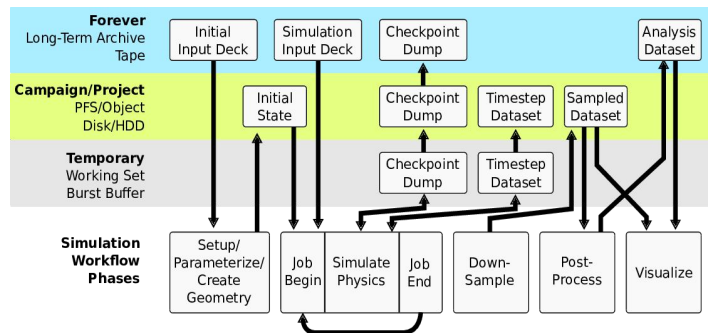 Forever
Long-Term Archive
Tape
Initial
Input Deck
Simulation
Input Deck
Checkpoint
Dump
Analysis
Dataset
Campaign/Project
PFS/Object
Disk/HDD
Initial
State
Checkpoint
Dump
Timestep
Dataset
Sampled
Dataset
Temporary
Working Set
Burst Buffer
Checkpoint
Dump
Timestep
Dataset
Simulation
Workflow
Phases
Setup/
Parameterize/
Create
Geometry
Job
Begin
Simulate
Physics
Job
End
Down-
Sample
Post-
Process
Visualize